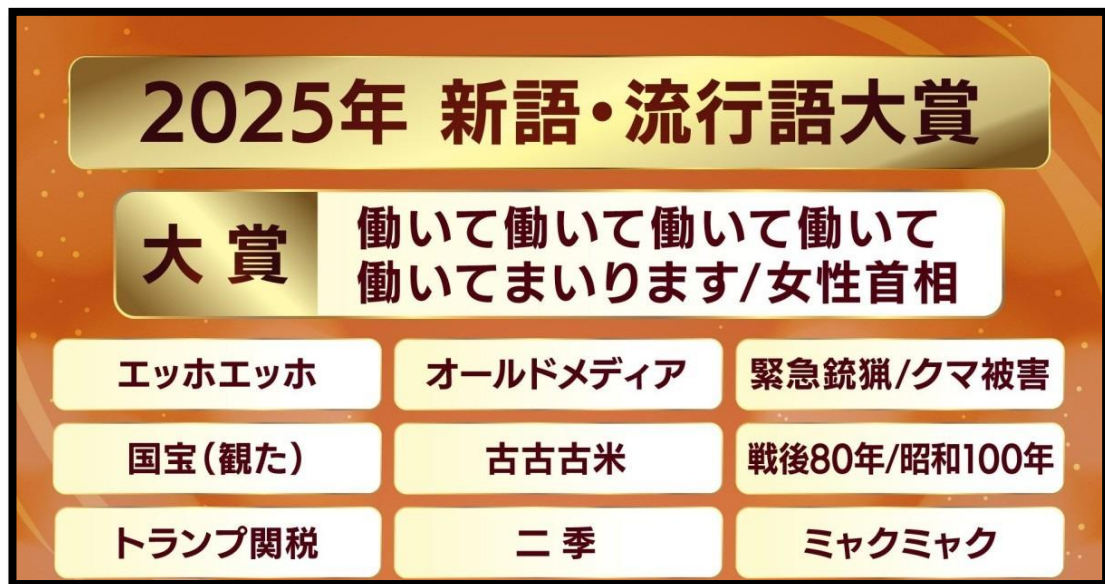 2025年 新語・流行語大賞
大賞
働いて働いて働いて働いて
働いてまいります/女性首相
エッホエッホ
オールドメディア
緊急銃猟/クマ被害
国宝(観た)
古古古米
戦後80年/昭和100年
トランプ関税
二季
ミャクミャク